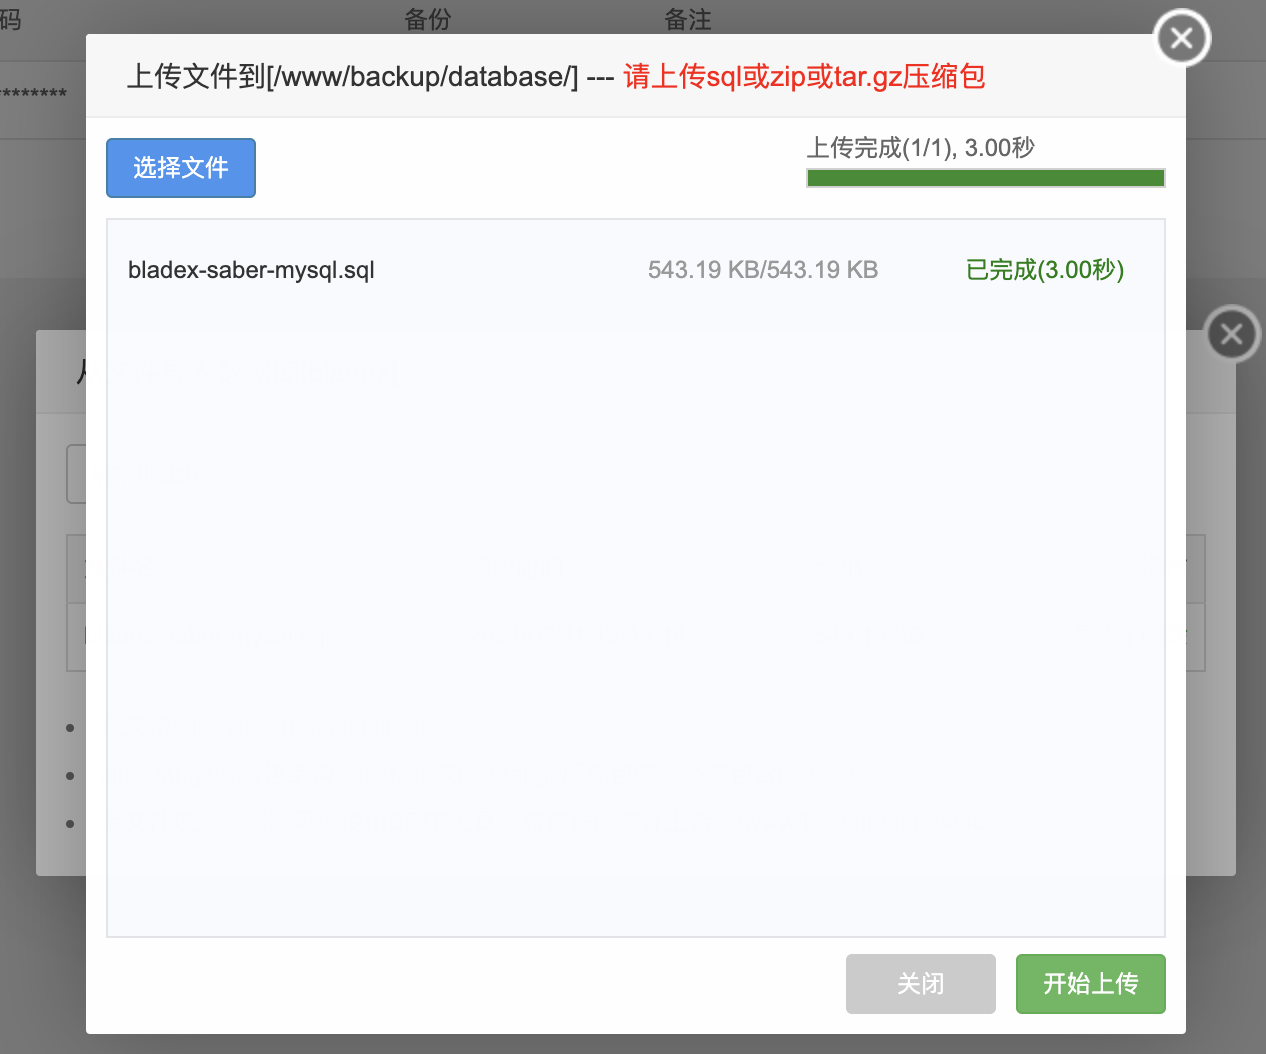 码 备份 备注
********
上传文件到[/www/backup/database/] --- 请上传sql或zip或tar.gz压缩包
选择文件
上传完成(1/1), 3.00秒
bladex-saber-mysql.sql 543.19 KB/543.19 KB 已完成(3.00秒)
从
关闭 开始上传